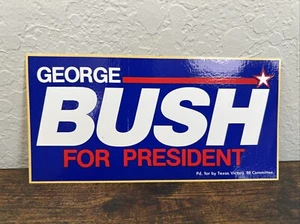 GEORGE
BUSH
FOR PRESIDENT
Pd. for by Texas Victory '88 Committee